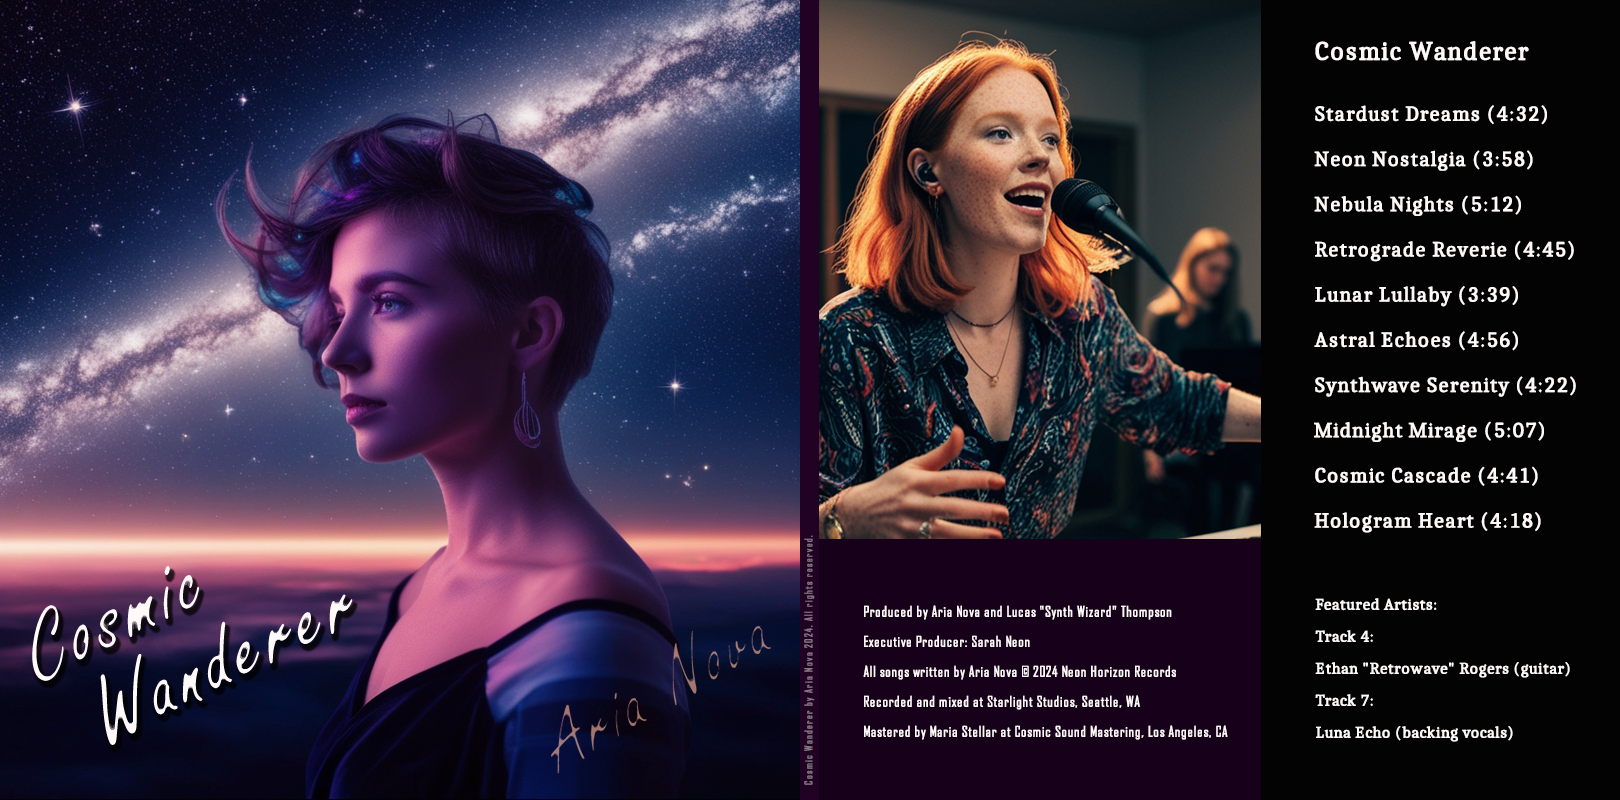 Cosmic
Wanderer
Aria Nova
Cosmic Wanderer by Aria Nova 2024. All rights reserved.
Produced by Aria Nova and Lucas "Synth Wizard" Thompson
Executive Producer: Sarah Neon
All songs written by Aria Nova © 2024 Neon Horizon Records
Recorded and mixed at Starlight Studios, Seattle, WA
Mastered by Maria Stellar at Cosmic Sound Mastering, Los Angeles, CA
Cosmic Wanderer
Stardust Dreams (4:32)
Neon Nostalgia (3:58)
Nebula Nights (5:12)
Retrograde Reverie (4:45)
Lunar Lullaby (3:39)
Astral Echoes (4:56)
Synthwave Serenity (4:22)
Midnight Mirage (5:07)
Cosmic Cascade (4:41)
Hologram Heart (4:18)
Featured Artists:
Track 4:
Ethan "Retrowave" Rogers (guitar)
Track 7:
Luna Echo (backing vocals)